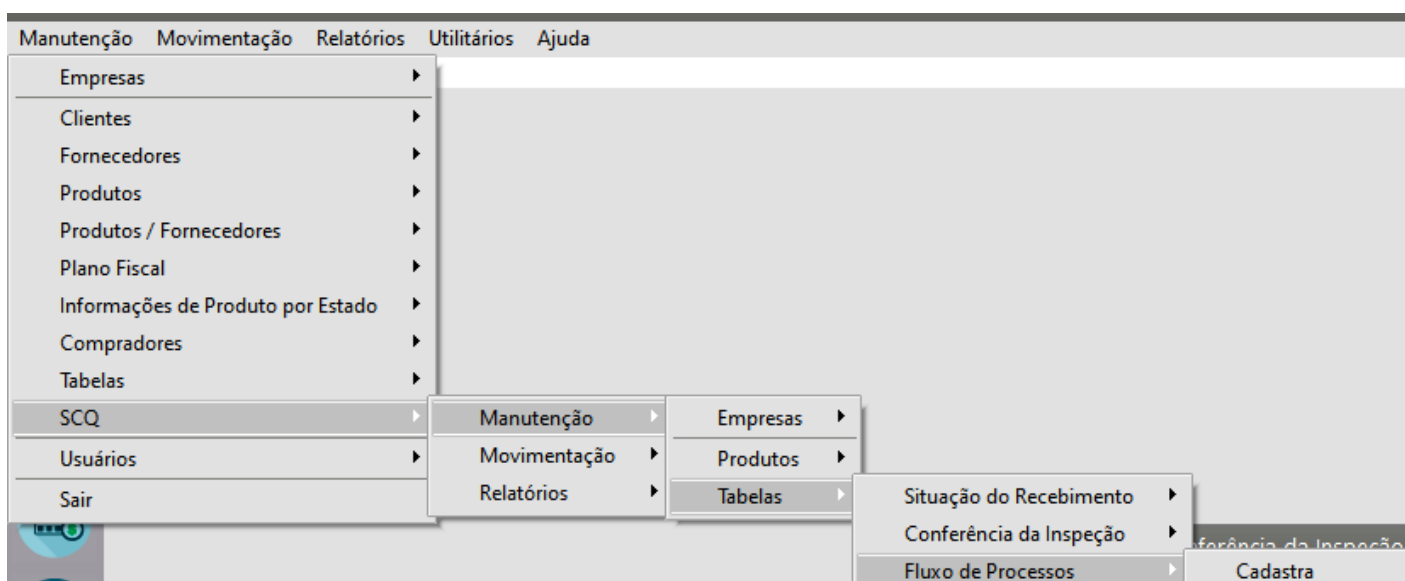 Manutenção Movimentação Relatórios Utilitários Ajuda
Empresas
Clientes
Fornecedores
Produtos
Produtos / Fornecedores
Plano Fiscal
Informações de Produto por Estado
Compradores
Tabelas
SCQ
Usuários
Sair
Manutenção
Movimentação
Relatórios
Empresas
Produtos
Tabelas
Situação do Recebimento
Conferência da Inspeção
Fluxo de Processos
da Inspeção
Cadastra